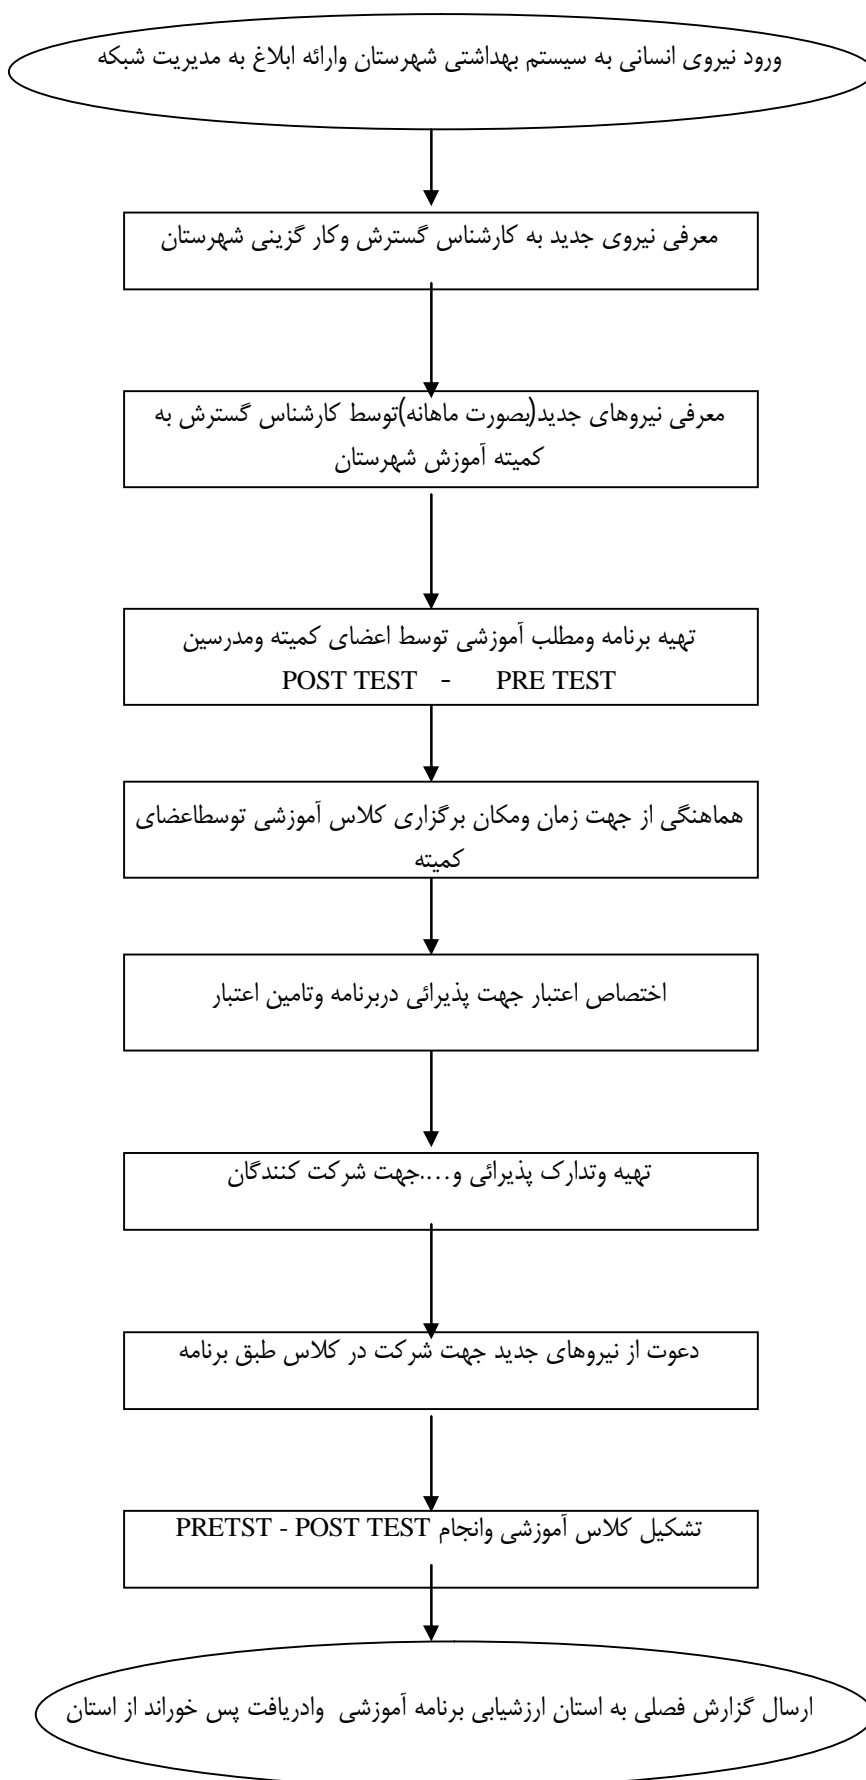 ورود نیروی انسانی به سیستم بهداشتی شهرستان وارائه ابلاغ به مدیریت شبکه
معرفی نیروی جدید به کارشناس گسترش وکار گزینی شهرستان
معرفی نیروهای جدید(بصورت ماهانه)توسط کارشناس گسترش به
کمیته آموزش شهرستان
تهیه برنامه ومطلب آموزشی توسط اعضای کمیته ومدرسین
POST TEST - PRE TEST
هماهنگی از جهت زمان ومکان برگزاری کلاس آموزشی توسطاعضای
کمیته
اختصاص اعتبار جهت پذیرائی دربرنامه وتامین اعتبار
تهیه وتدارک پذیرائی و....جهت شرکت کنندگان
دعوت از نیروهای جدید جهت شرکت در کلاس طبق برنامه
تشکیل کلاس آموزشی وانجام PRETST - POST TEST
ارسال گزارش فصلی به استان ارزشیابی برنامه آموزشی وادریافت پس خوراند از استان